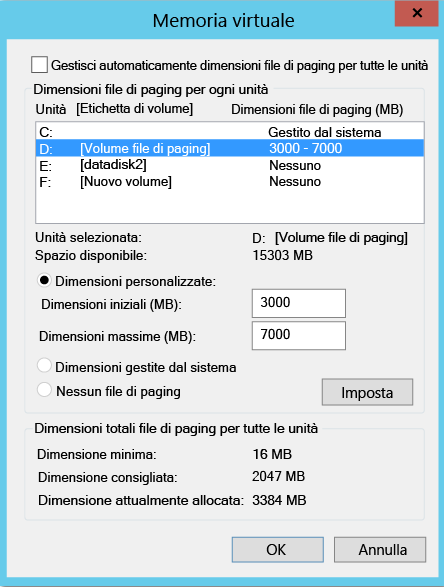 Memoria virtuale
Gestisci automaticamente dimensioni file di paging per tutte le unità
Dimensioni file di paging per ogni unità
Unità [Etichetta di volume] Dimensioni file di paging (MB)
C: Gestito dal sistema
D: [Volume file di paging] 3000 - 7000
E: [datadisk2] Nessuno
F: [Nuovo volume] Nessuno
Unità selezionata: D: [Volume file di paging]
Spazio disponibile: 15303 MB
Dimensioni personalizzate:
Dimensioni iniziali (MB): 3000
Dimensioni massime (MB): 7000
Dimensioni gestite dal sistema
Nessun file di paging
Imposta
Dimensioni totali file di paging per tutte le unità
Dimensione minima: 16 MB
Dimensione consigliata: 2047 MB
Dimensione attualmente allocata: 3384 MB
OK Annulla